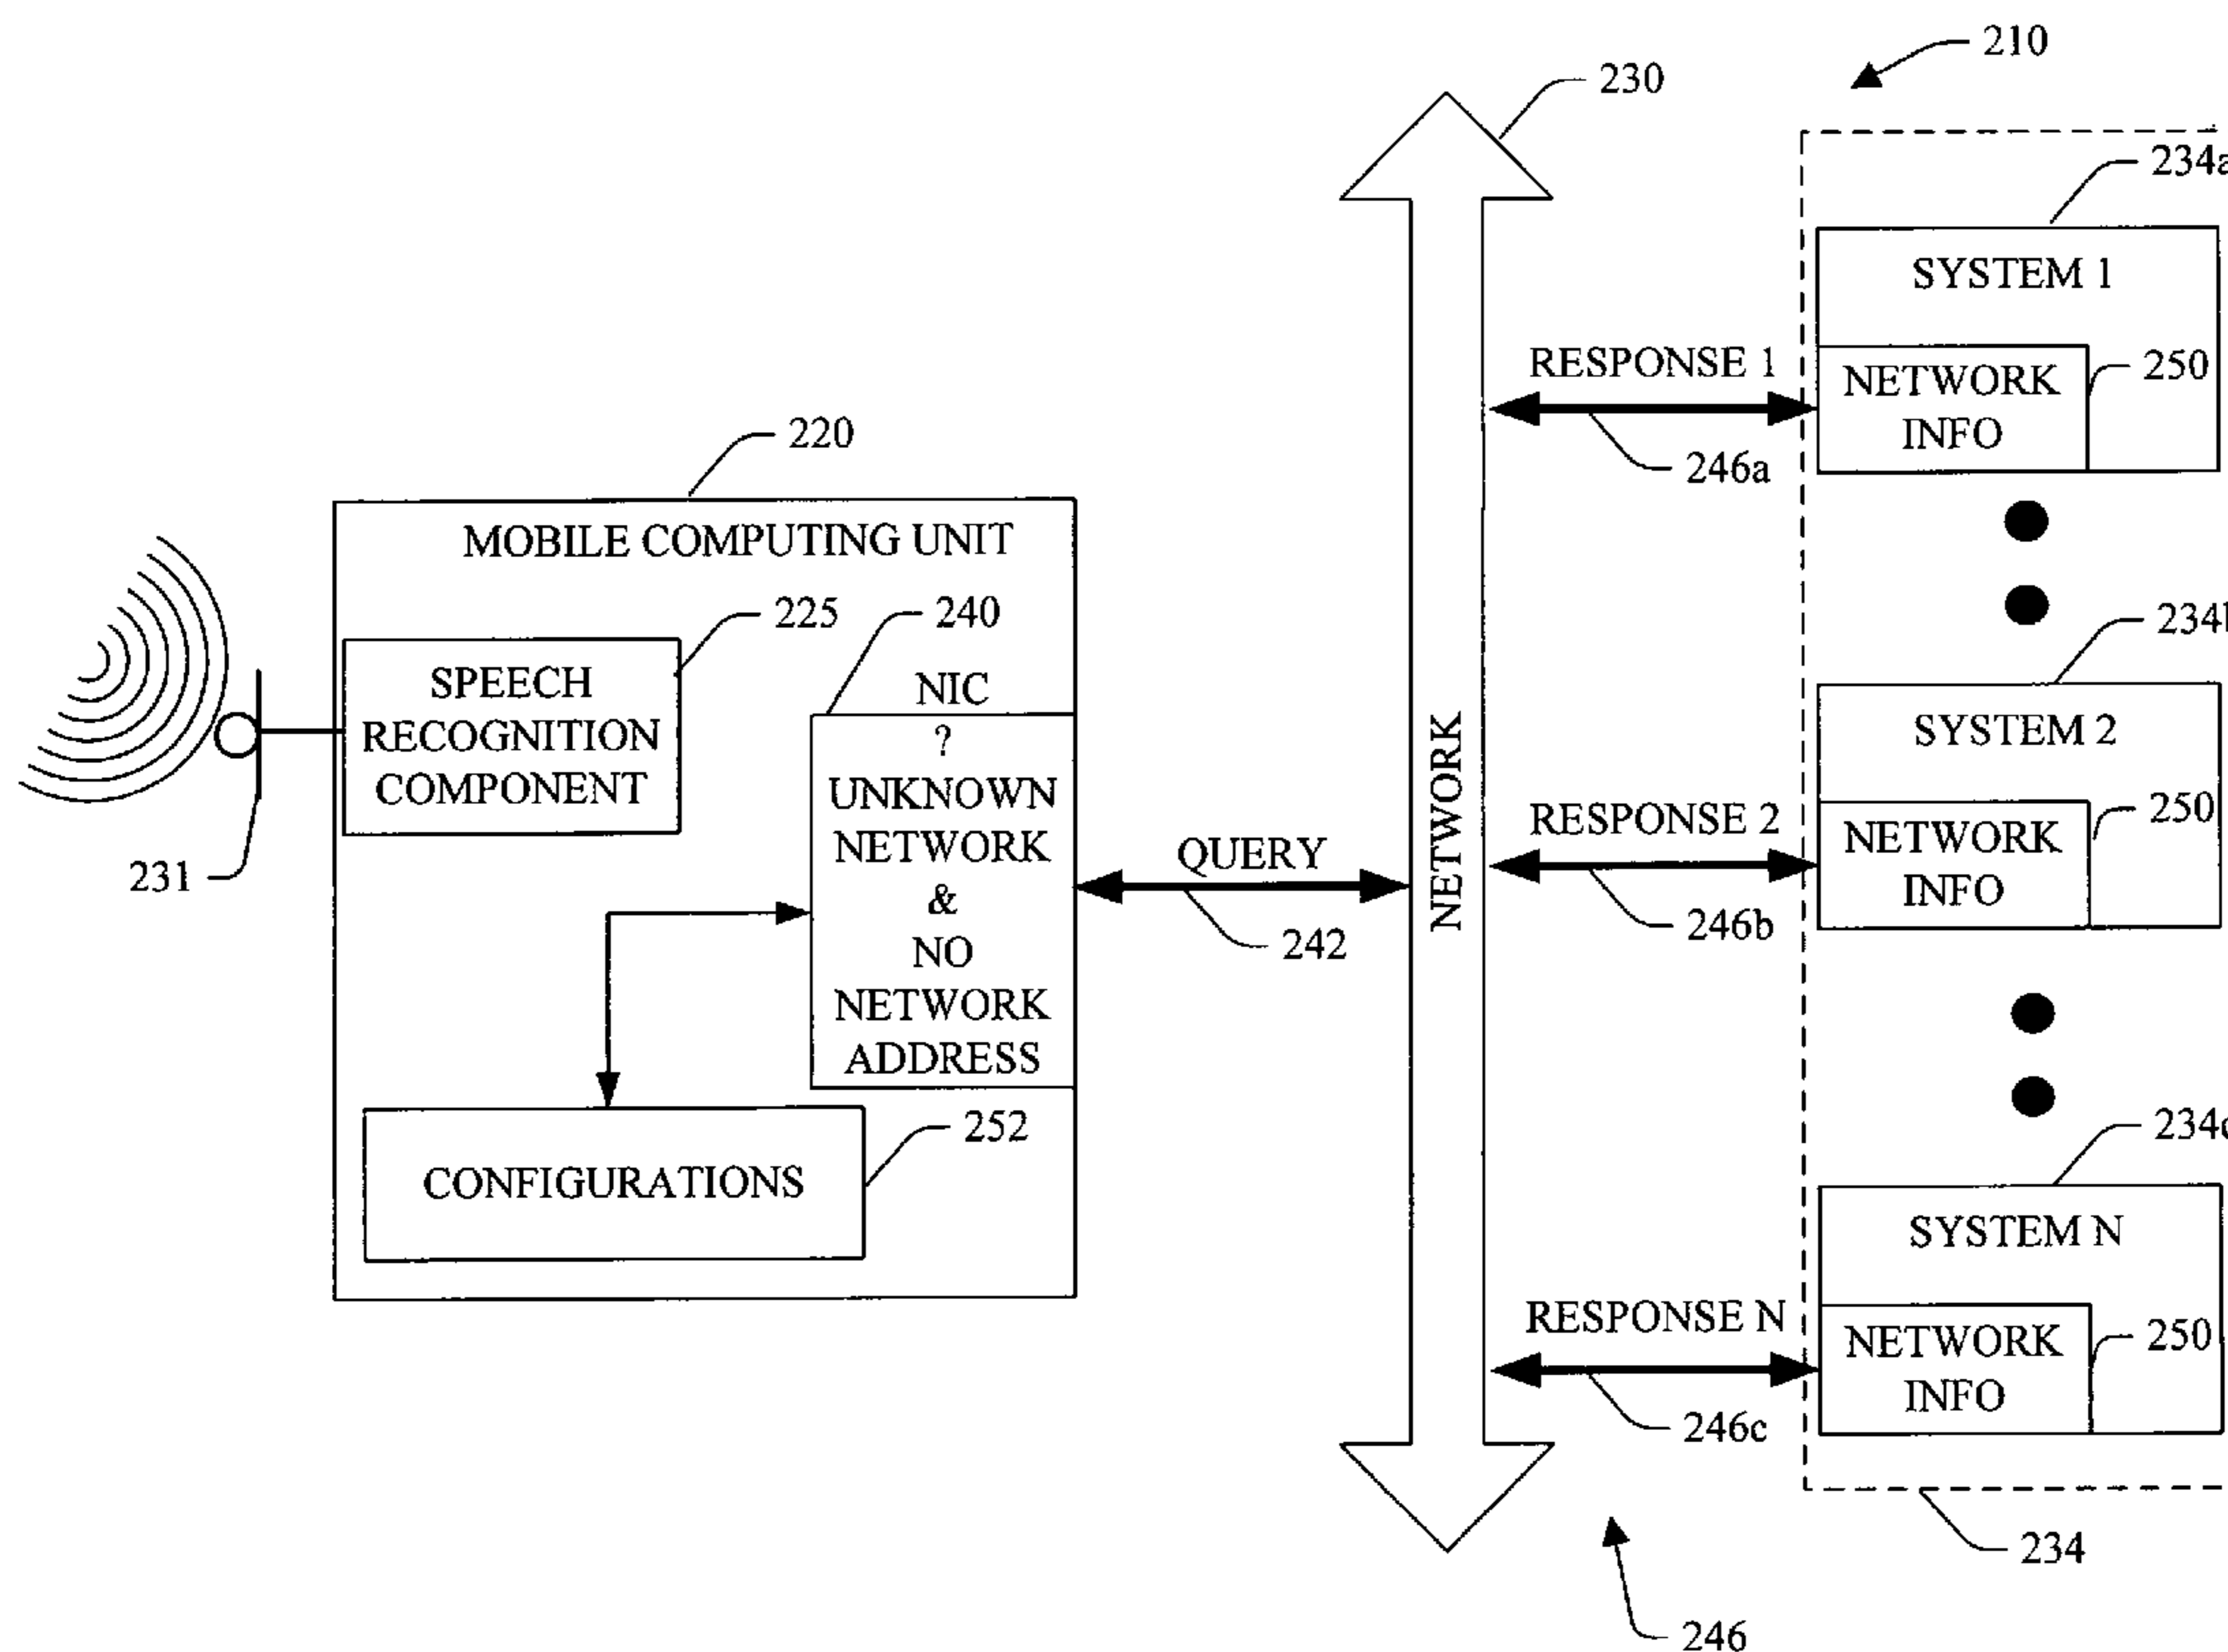 210
230
234a
SYSTEM 1
RESPONSE 1
250
NETWORK
INFO
246a
220
MOBILE COMPUTING UNIT
225
240
SPEECH
RECOGNITION
COMPONENT
NIC
?
UNKNOWN
NETWORK
&
NO
NETWORK
ADDRESS
231
QUERY
242
NETWORK
234
SYSTEM 2
RESPONSE 2
250
NETWORK
INFO
246b
252
CONFIGURATIONS
234c
SYSTEM N
RESPONSE N
250
NETWORK
INFO
246c
234
246